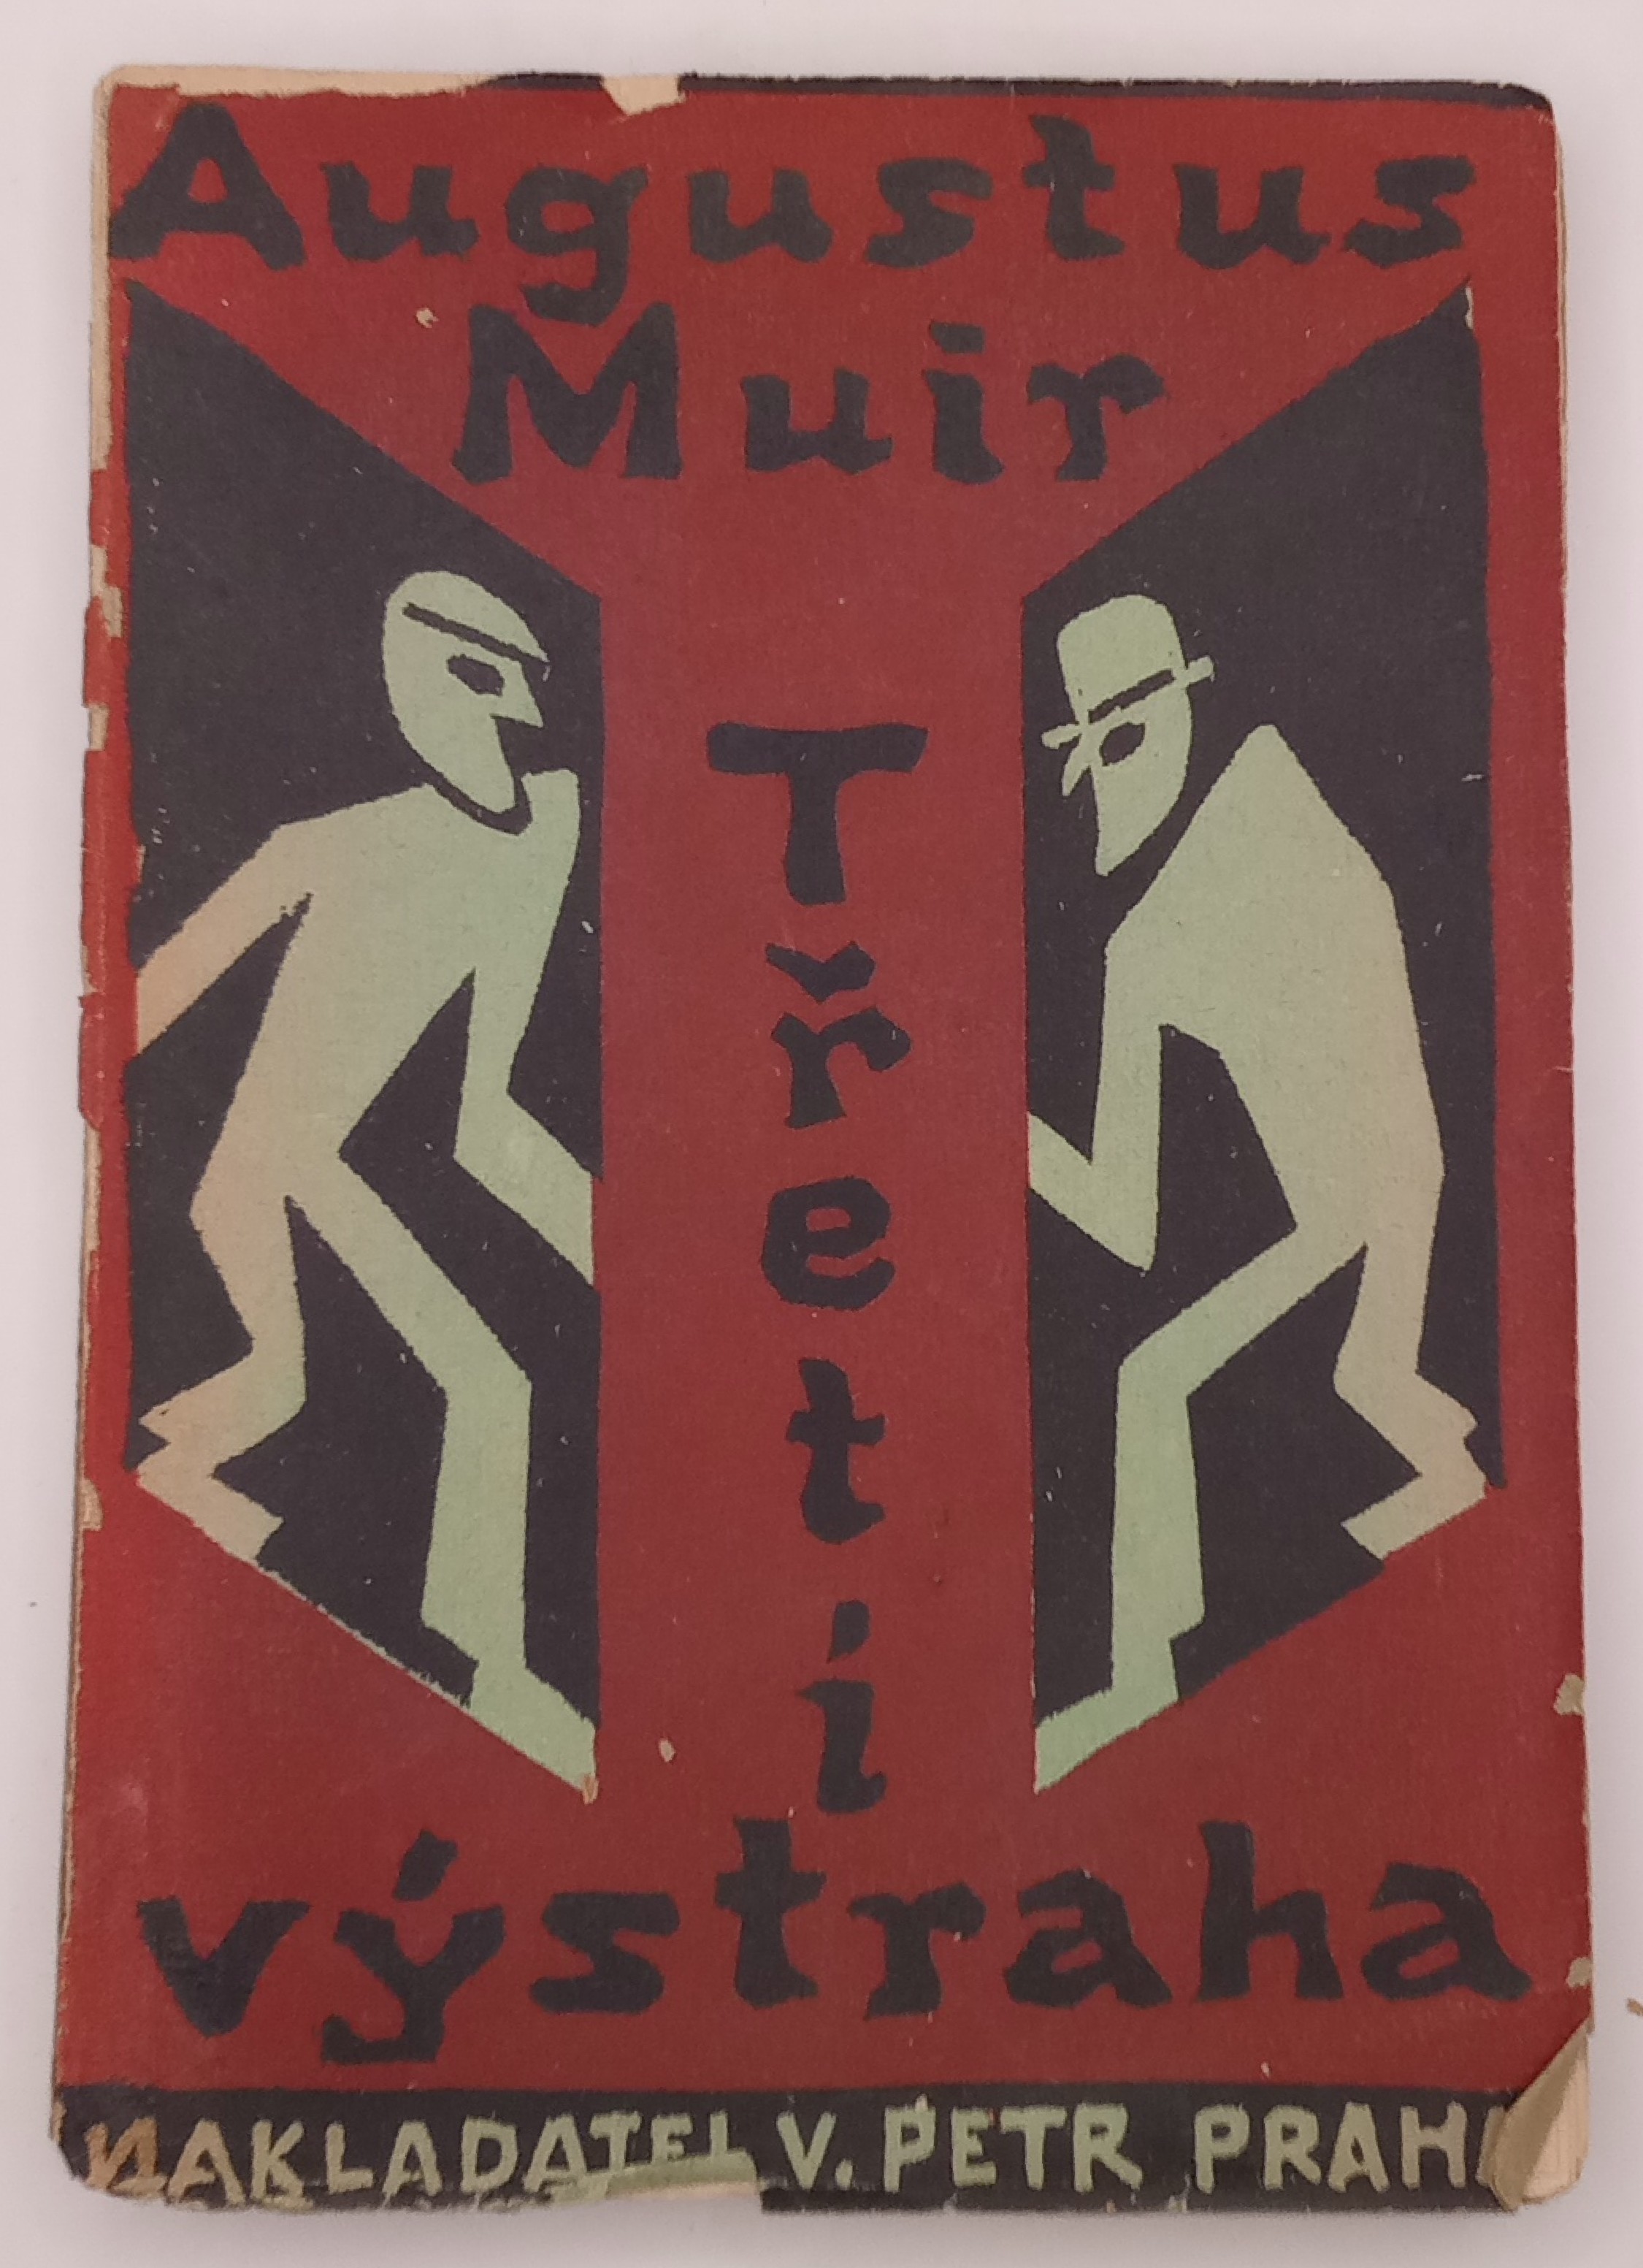 Augustus
Muir
Třetí
výstraha
NAKLADATEL V. PETR PRAHA